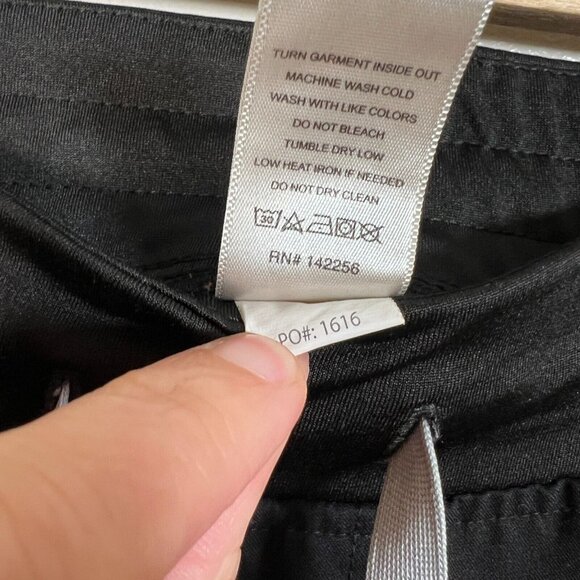 TURN GARMENT INSIDE OUT
MACHINE WASH COLD
WASH WITH LIKE COLORS
DO NOT BLEACH
TUMBLE DRY LOW
LOW HEAT IRON IF NEEDED
DO NOT DRY CLEAN
30
RN# 142256
PO#: 1616